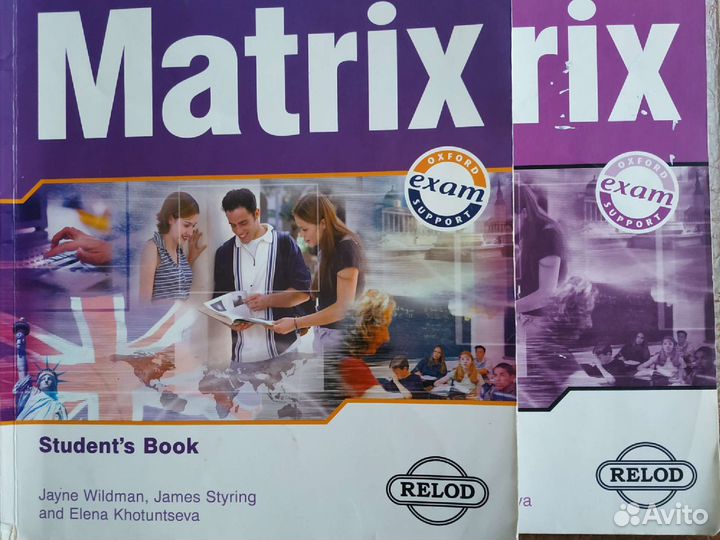 Matrix
OXFORD
exam
SUPPORT
Student's Book
Jayne Wildman, James Styring
and Elena Khotuntseva
RELOD
rix
OXFORD
exam
SUPPORT
RELOD
va
Avito